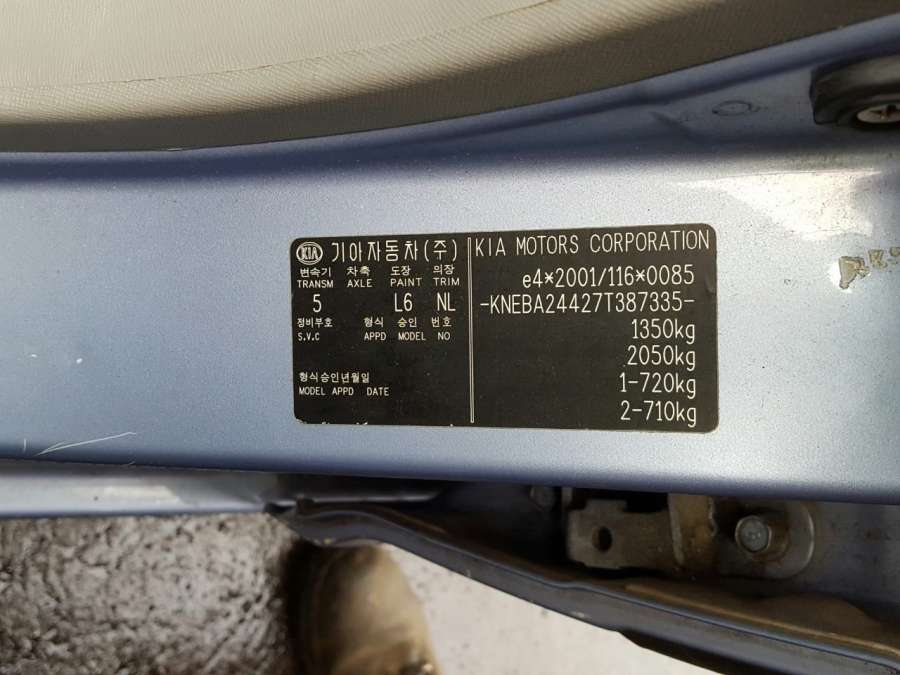 KIA 기아자동차(주)
변속기 차축 도장 의장
TRANSM AXLE PAINT TRIM
5 L6 NL
정비부호 형식 승인 번호
S.V.C APPD MODEL NO
형식승인년월일
MODEL APPD DATE
KIA MOTORS CORPORATION
e4*2001/116*0085
-KNEBA24427T387335-
1350kg
2050kg
1-720kg
2-710kg